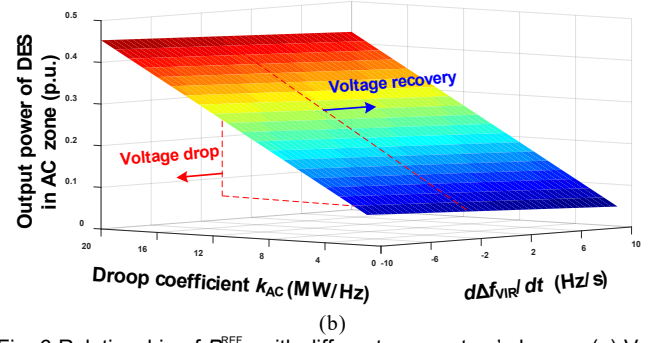 0.5
0.4
0.3
0.2
0.1
0
Output power of DES
in AC zone (p.u.)
Voltage recovery
Voltage drop
20
16
12
8
4
0
-10
-6
-2
2
6
10
Droop coefficient kAC (MW/Hz)
dΔfVIR/ dt (Hz/s)
(b)